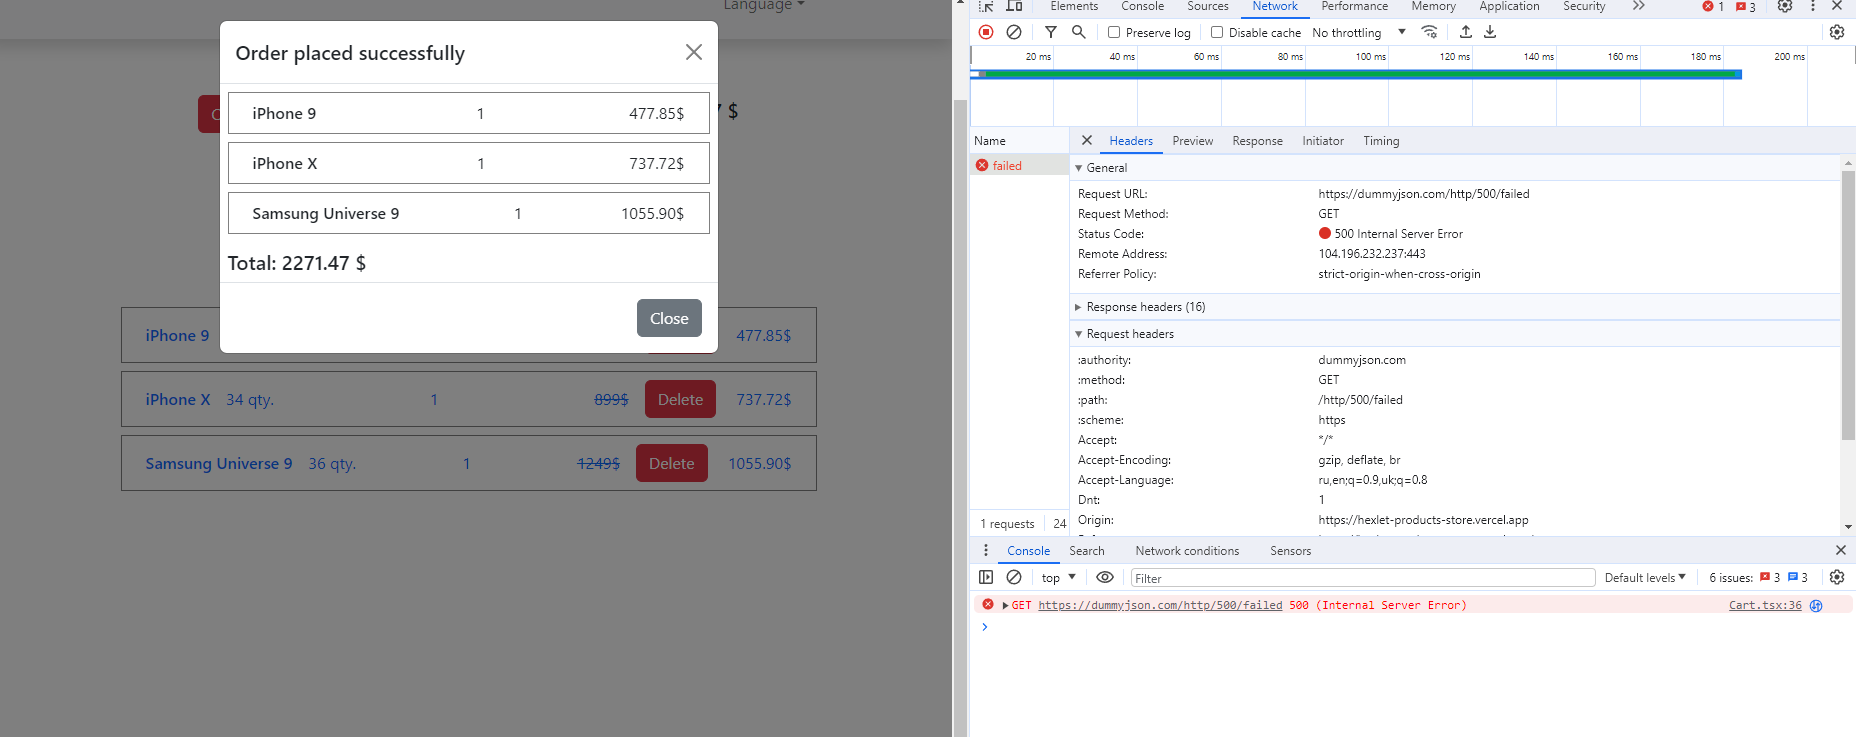 Language
Order placed successfully
$
iPhone 9 1 477.85$
iPhone X 1 737.72$
Samsung Universe 9 1 1055.90$
Total: 2271.47 $
Close
iPhone 9 477.85$
iPhone X 34 qty. 1 899$ Delete 737.72$
Samsung Universe 9 36 qty. 1 1249$ Delete 1055.90$
Elements Console Sources Network Performance Memory Application Security 1 3
Preserve log Disable cache No throttling
20 ms 40 ms 60 ms 80 ms 100 ms 120 ms 140 ms 160 ms 180 ms 200 ms
Name Headers Preview Response Initiator Timing
failed
General
Request URL: https://dummyjson.com/http/500/failed
Request Method: GET
Status Code: 500 Internal Server Error
Remote Address: 104.196.232.237:443
Referrer Policy: strict-origin-when-cross-origin
Response headers (16)
Request headers
:authority: dummyjson.com
:method: GET
:path: /http/500/failed
:scheme: https
Accept: */*
Accept-Encoding: gzip, deflate, br
Accept-Language: ru,en;q=0.9,uk;q=0.8
Dnt: 1
Origin: https://hexlet-products-store.vercel.app
1 requests 24
Console Search Network conditions Sensors
top Filter Default levels 6 issues: 3 3
GET https://dummyjson.com/http/500/failed 500 (Internal Server Error) Cart.tsx:36